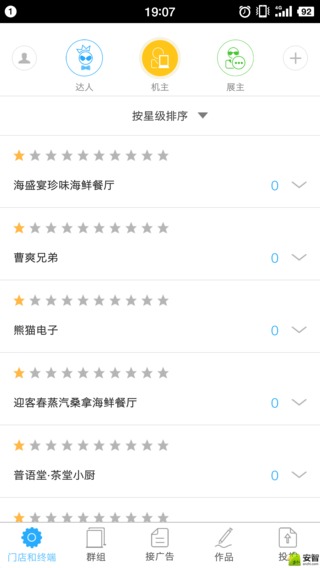 1
19:07
4G
92
达人
机主
展主
按星级排序
海盛宴珍味海鲜餐厅
0
曹爽兄弟
0
熊猫电子
0
迎客春蒸汽桑拿海鲜餐厅
0
普语堂·茶堂小厨
0
门店和终端
群组
接广告
作品
安智